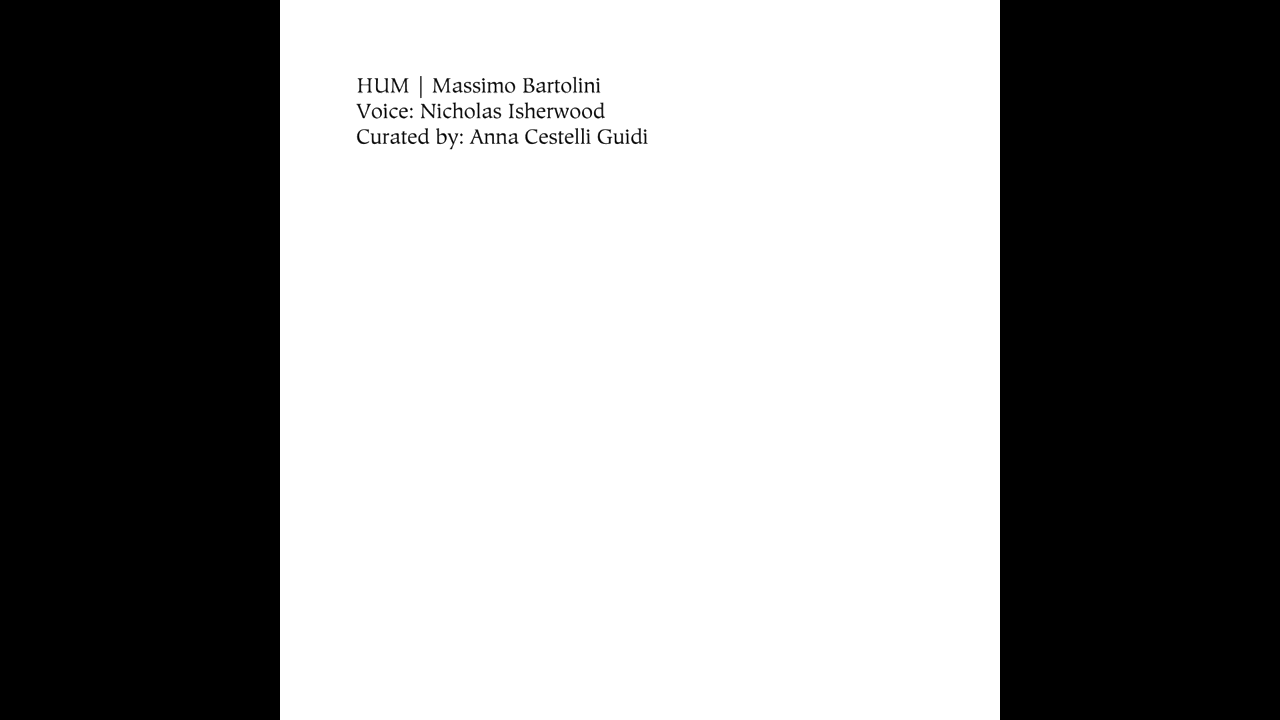 HUM | Massimo Bartolini
Voice: Nicholas Isherwood
Curated by: Anna Cestelli Guidi